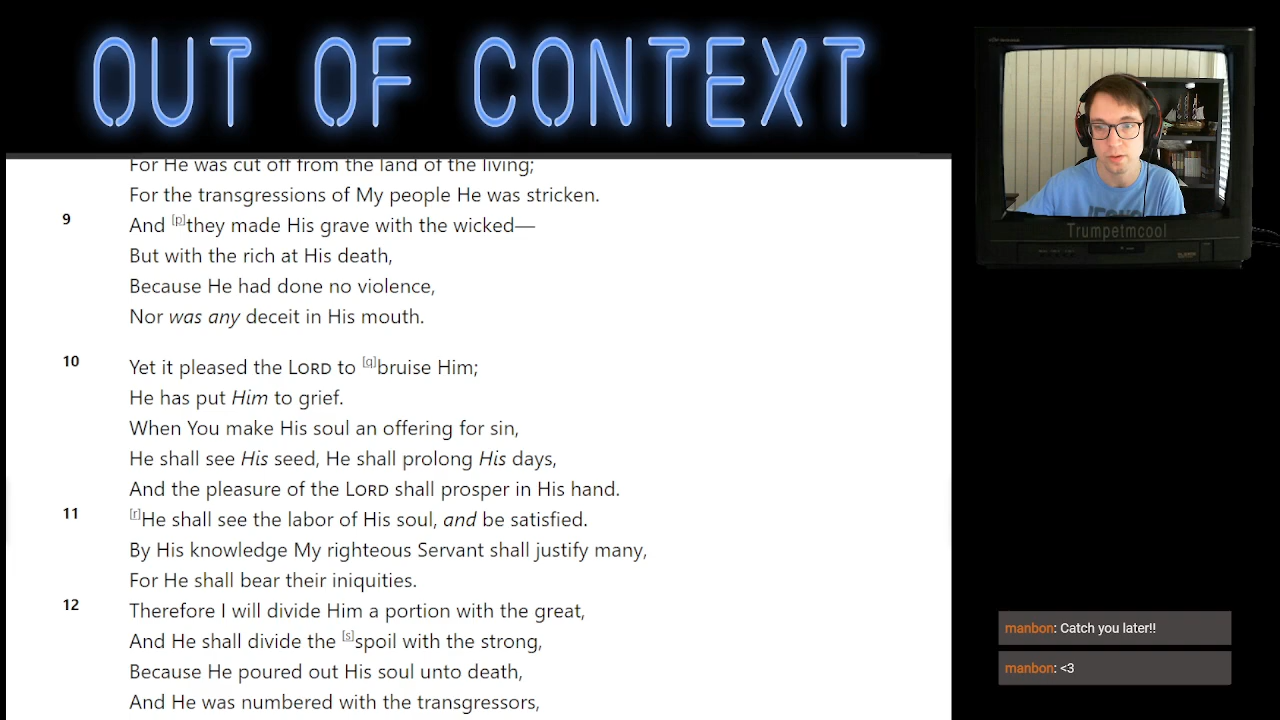 OUT OF CONTEXT
For He was cut off from the land of the living;
For the transgressions of My people He was stricken.
9 And [p]they made His grave with the wicked—
But with the rich at His death,
Because He had done no violence,
Nor was any deceit in His mouth.
10 Yet it pleased the LORD to [q]bruise Him;
He has put Him to grief.
When You make His soul an offering for sin,
He shall see His seed, He shall prolong His days,
And the pleasure of the LORD shall prosper in His hand.
11 [r]He shall see the labor of His soul, and be satisfied.
By His knowledge My righteous Servant shall justify many,
For He shall bear their iniquities.
12 Therefore I will divide Him a portion with the great,
And He shall divide the [s]spoil with the strong,
Because He poured out His soul unto death,
And He was numbered with the transgressors,
Trumpetmcool
manbon: Catch you later!!
manbon: <3